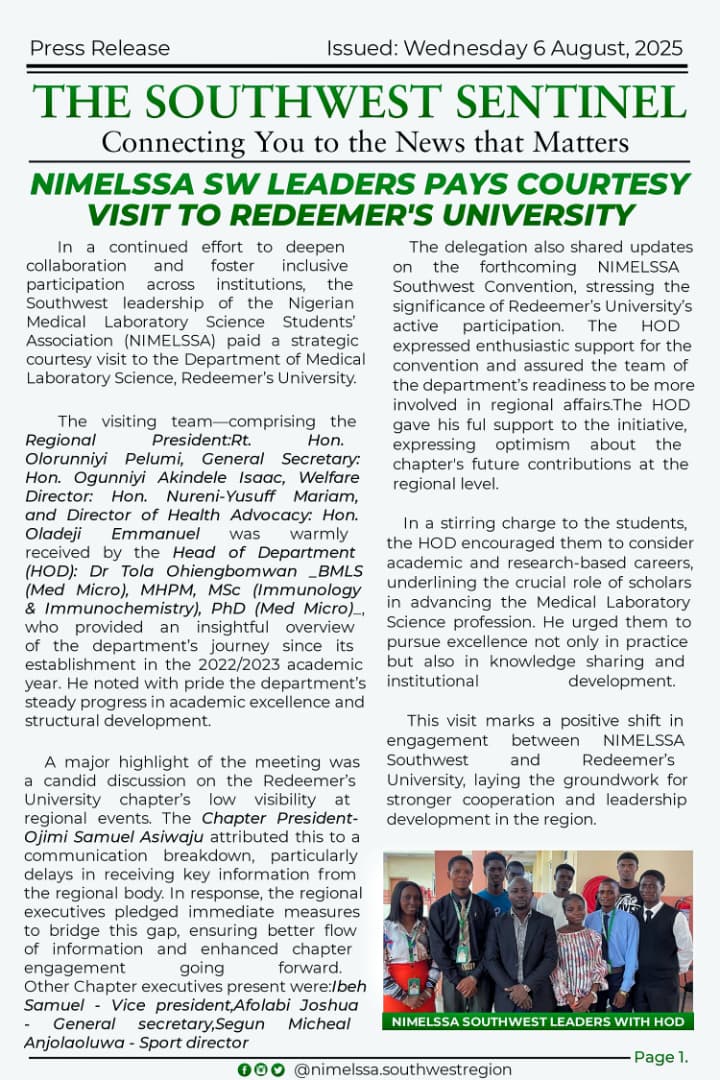 Press Release
Issued: Wednesday 6 August, 2025
THE SOUTHWEST SENTINEL
Connecting You to the News that Matters
NIMELSSA SW LEADERS PAYS COURTESY
VISIT TO REDEEMER'S UNIVERSITY
In a continued effort to deepen
collaboration and foster inclusive
participation across institutions, the
Southwest leadership of the Nigerian
Medical Laboratory Science Students’
Association (NIMELSSA) paid a strategic
courtesy visit to the Department of Medical
Laboratory Science, Redeemer’s University.
The visiting team—comprising the
Regional President:Rt. Hon.
Olorunniyi Pelumi, General Secretary:
Hon. Ogunniyi Akindele Isaac, Welfare
Director: Hon. Nureni-Yusuff Mariam,
and Director of Health Advocacy: Hon.
Oladeji Emmanuel was warmly
received by the Head of Department
(HOD): Dr Tola Ohiengbomwan _BMLS
(Med Micro), MHPM, MSc (Immunology
& Immunochemistry), PhD (Med Micro)_,
who provided an insightful overview
of the department’s journey since its
establishment in the 2022/2023 academic
year. He noted with pride the department’s
steady progress in academic excellence and
structural development.
A major highlight of the meeting was
a candid discussion on the Redeemer’s
University chapter’s low visibility at
regional events. The Chapter President-
Ojimi Samuel Asiwaju attributed this to a
communication breakdown, particularly
delays in receiving key information from
the regional body. In response, the regional
executives pledged immediate measures
to bridge this gap, ensuring better flow
of information and enhanced chapter
engagement going forward.
Other Chapter executives present were:Ibeh
Samuel - Vice president,Afolabi Joshua
- General secretary,Segun Micheal
Anjolaoluwa - Sport director
The delegation also shared updates
on the forthcoming NIMELSSA
Southwest Convention, stressing the
significance of Redeemer’s University’s
active participation. The HOD
expressed enthusiastic support for the
convention and assured the team of
the department’s readiness to be more
involved in regional affairs.The HOD
gave his ful support to the initiative,
expressing optimism about the
chapter's future contributions at the
regional level.
In a stirring charge to the students,
the HOD encouraged them to consider
academic and research-based careers,
underlining the crucial role of scholars
in advancing the Medical Laboratory
Science profession. He urged them to
pursue excellence not only in practice
but also in knowledge sharing and
institutional development.
This visit marks a positive shift in
engagement between NIMELSSA
Southwest and Redeemer’s
University, laying the groundwork for
stronger cooperation and leadership
development in the region.
NIMELSSA SOUTHWEST LEADERS WITH HOD
Page 1.
@nimelssa.southwestregion